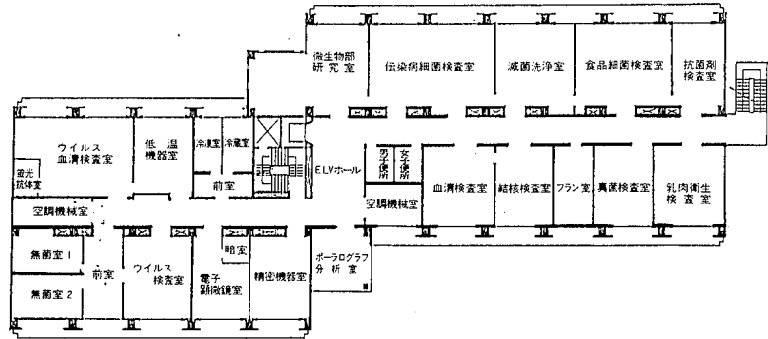 微生物部
研究室
伝染病細菌検査室
滅菌洗浄室
食品細菌検査室
抗菌剤
検査室
ウイルス
血清検査室
低温
機器室
冷凍室
冷蔵室
蛍光
抗体室
前室
ELVホール
男子便所
女子便所
血清検査室
結核検査室
フラン室
真菌検査室
乳肉衛生
検査室
空調機械室
空調機械室
無菌室1
無菌室2
前室
ウイルス
検査室
電子
顕微鏡室
暗室
精密機器室
ポーラログラフ
分析室